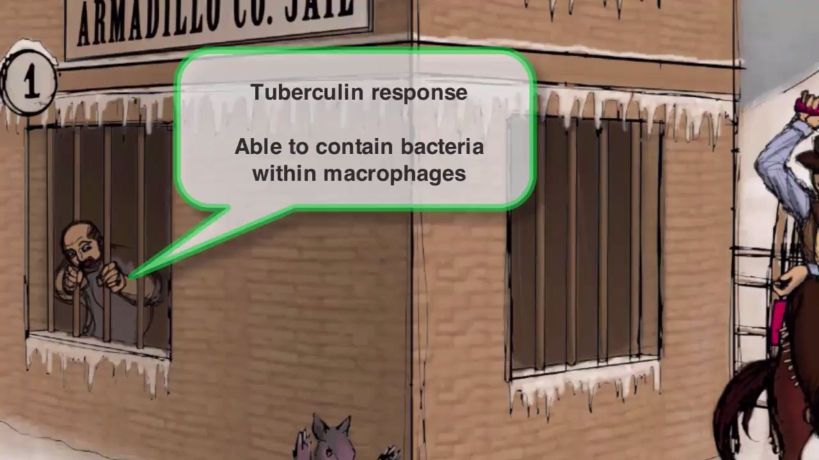 ARMADILLO CO. JAIL
1
Tuberculin response
Able to contain bacteria
within macrophages